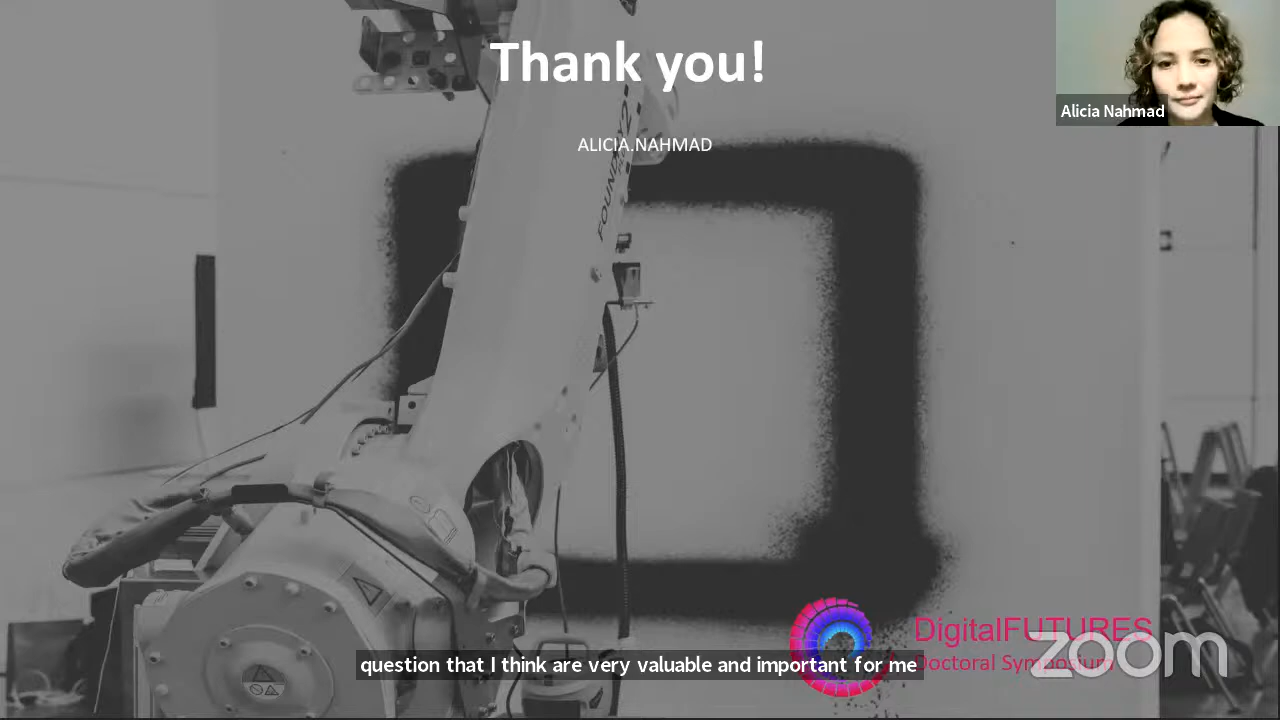 Thank you!
ALICIA.NAHMAD
Alicia Nahmad
DigitalFUTURES
Doctoral Symposium
zoom
question that I think are very valuable and important for me